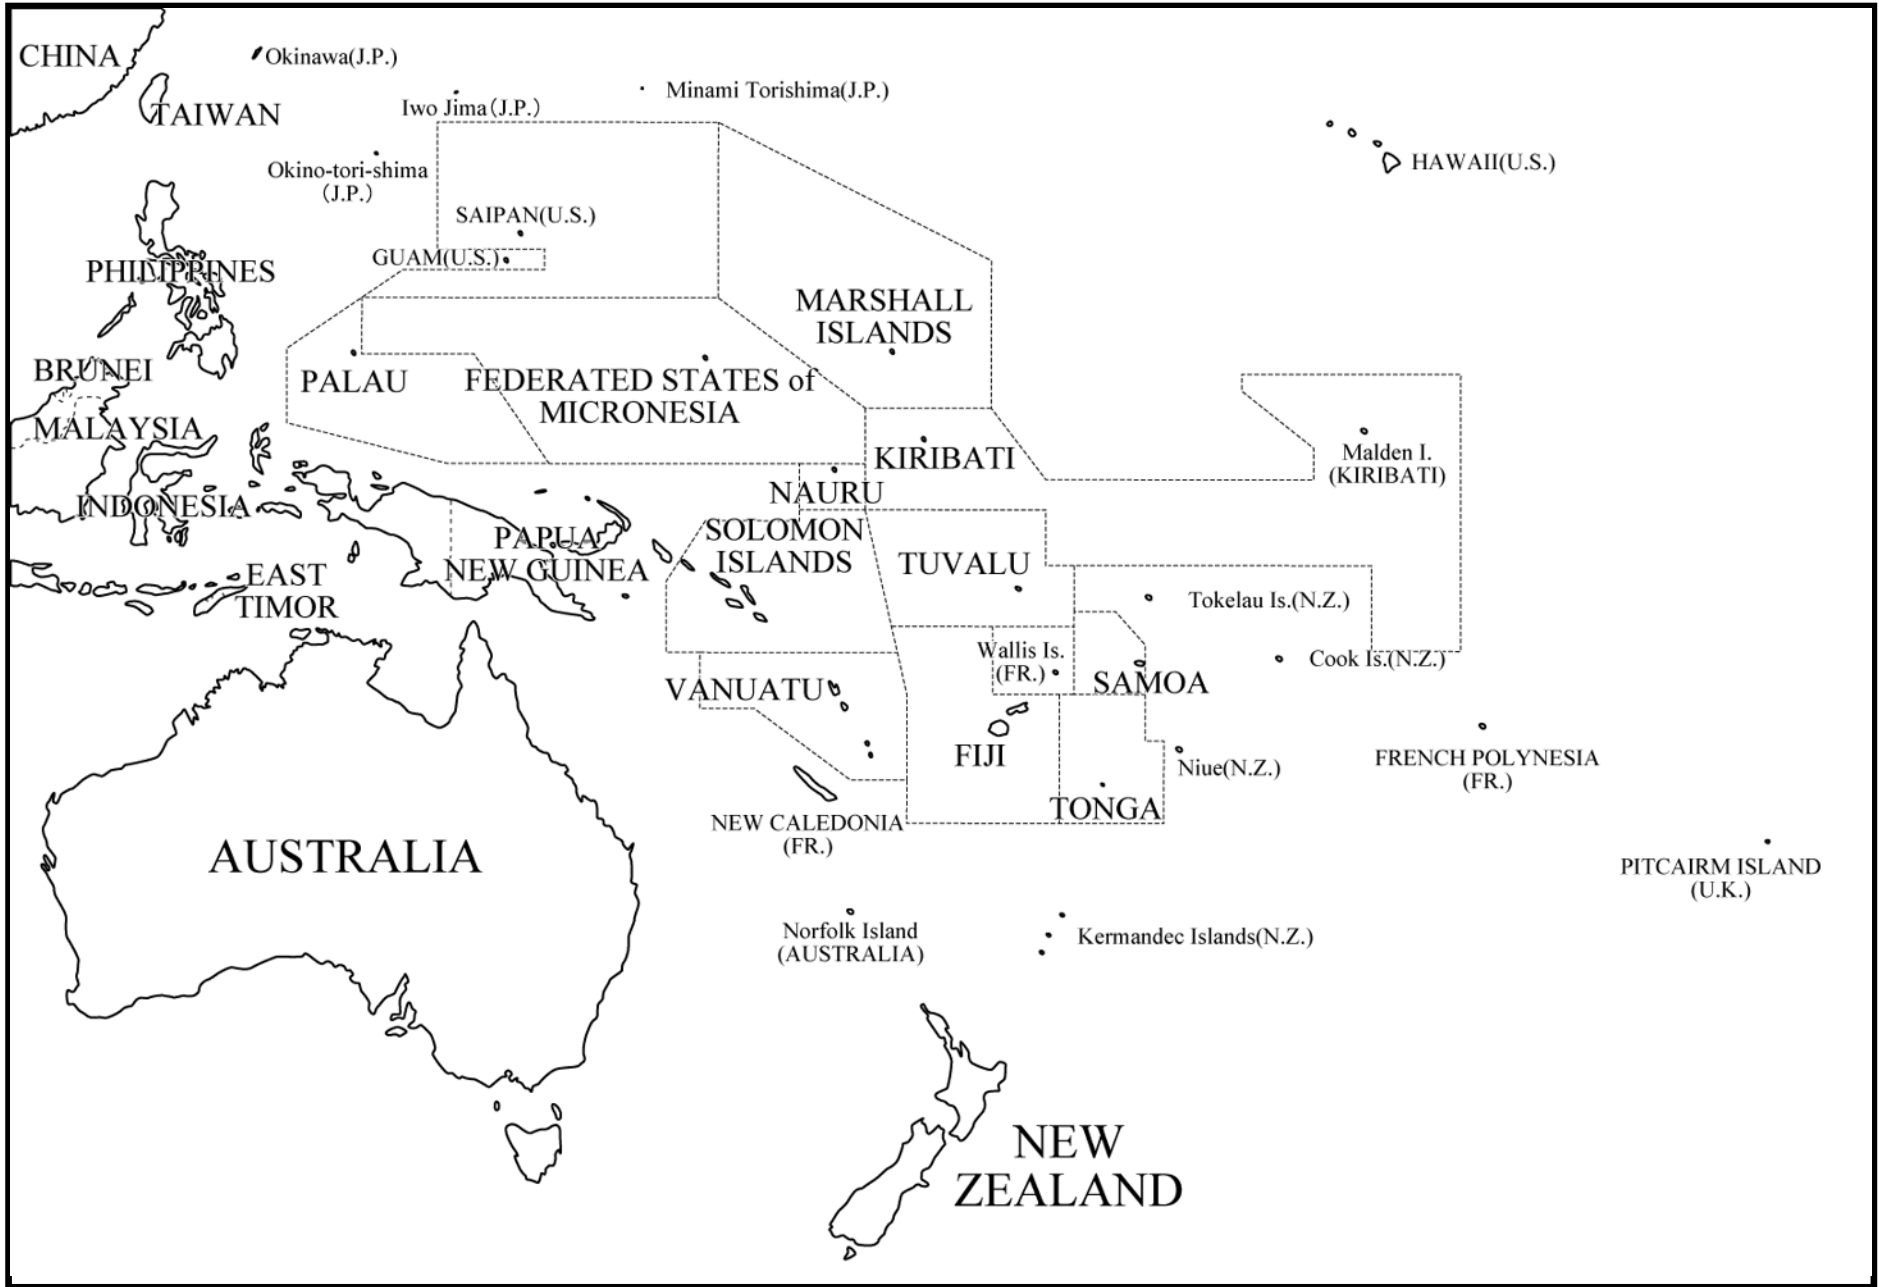 CHINA
Okinawa(J.P.)
TAIWAN
Iwo Jima(J.P.)
Minami Torishima(J.P.)
Okino-tori-shima
(J.P.)
HAWAII(U.S.)
SAIPAN(U.S.)
GUAM(U.S.)
PHILIPPINES
MARSHALL
ISLANDS
BRUNEI
PALAU
FEDERATED STATES of
MICRONESIA
MALAYSIA
KIRIBATI
Malden I.
(KIRIBATI)
INDONESIA
NAURU
PAPUA
NEW GUINEA
SOLOMON
ISLANDS
TUVALU
EAST
TIMOR
Tokelau Is.(N.Z.)
Wallis Is.
(FR.)
Cook Is.(N.Z.)
VANUATU
SAMOA
FIJI
Niue(N.Z.)
FRENCH POLYNESIA
(FR.)
TONGA
NEW CALEDONIA
(FR.)
AUSTRALIA
PITCAIRM ISLAND
(U.K.)
Norfolk Island
(AUSTRALIA)
Kermandec Islands(N.Z.)
NEW
ZEALAND